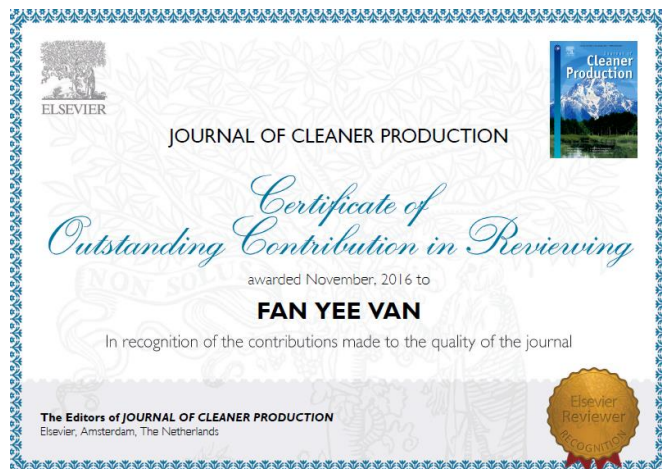 ELSEVIER
Cleaner
Production
JOURNAL OF CLEANER PRODUCTION
Certificate of
Outstanding Contribution in Reviewing
awarded November, 2016 to
NON SOLUS
FAN YEE VAN
In recognition of the contributions made to the quality of the journal
The Editors of JOURNAL OF CLEANER PRODUCTION
Elsevier, Amsterdam, The Netherlands
Elsevier
Reviewer
RECOGNITION